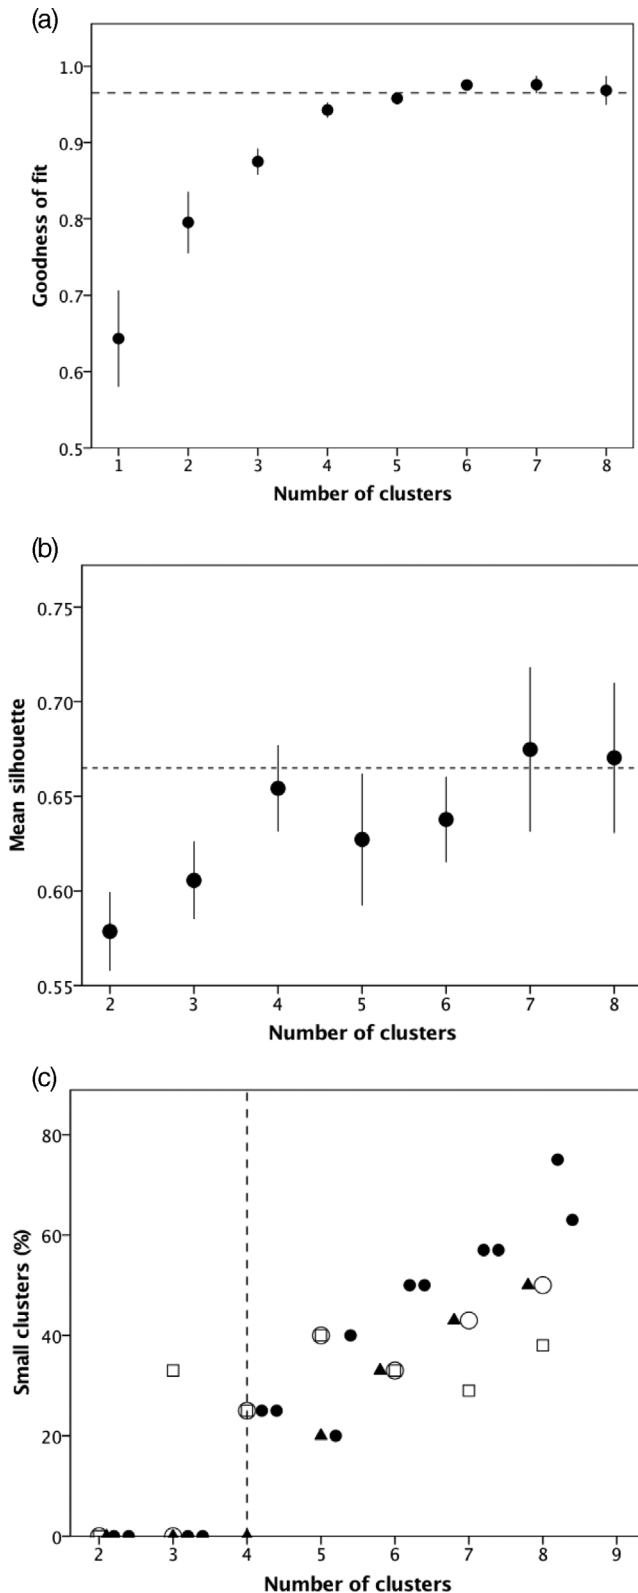 (a)
1.0
0.9
0.8
0.7
0.6
0.5
Goodness of fit
1 2 3 4 5 6 7 8
Number of clusters
(b)
0.75
0.70
0.65
0.60
0.55
Mean silhouette
2 3 4 5 6 7 8
Number of clusters
(c)
80
60
40
20
0
Small clusters (%)
2 3 4 5 6 7 8 9
Number of clusters